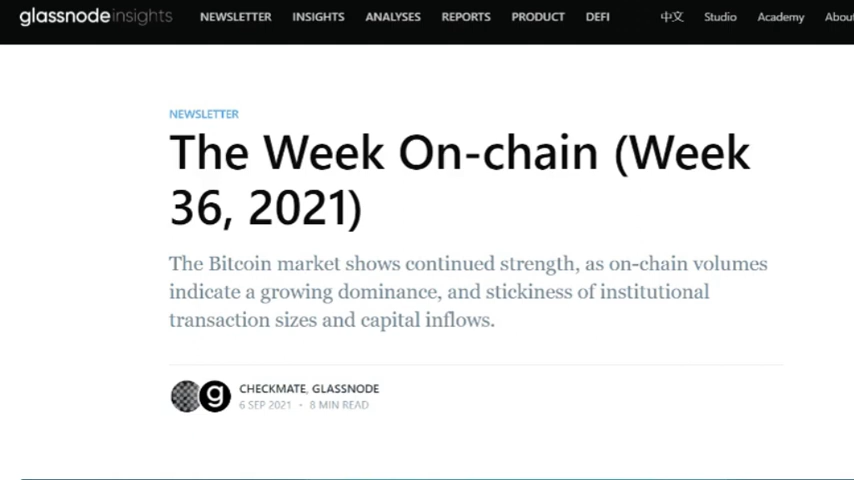 glassnodeinsights NEWSLETTER INSIGHTS ANALYSES REPORTS PRODUCT DEFI 中文 Studio Academy About
NEWSLETTER
The Week On-chain (Week
36, 2021)
The Bitcoin market shows continued strength, as on-chain volumes
indicate a growing dominance, and stickiness of institutional
transaction sizes and capital inflows.
g CHECKMATE, GLASSNODE
6 SEP 2021 • 8 MIN READ